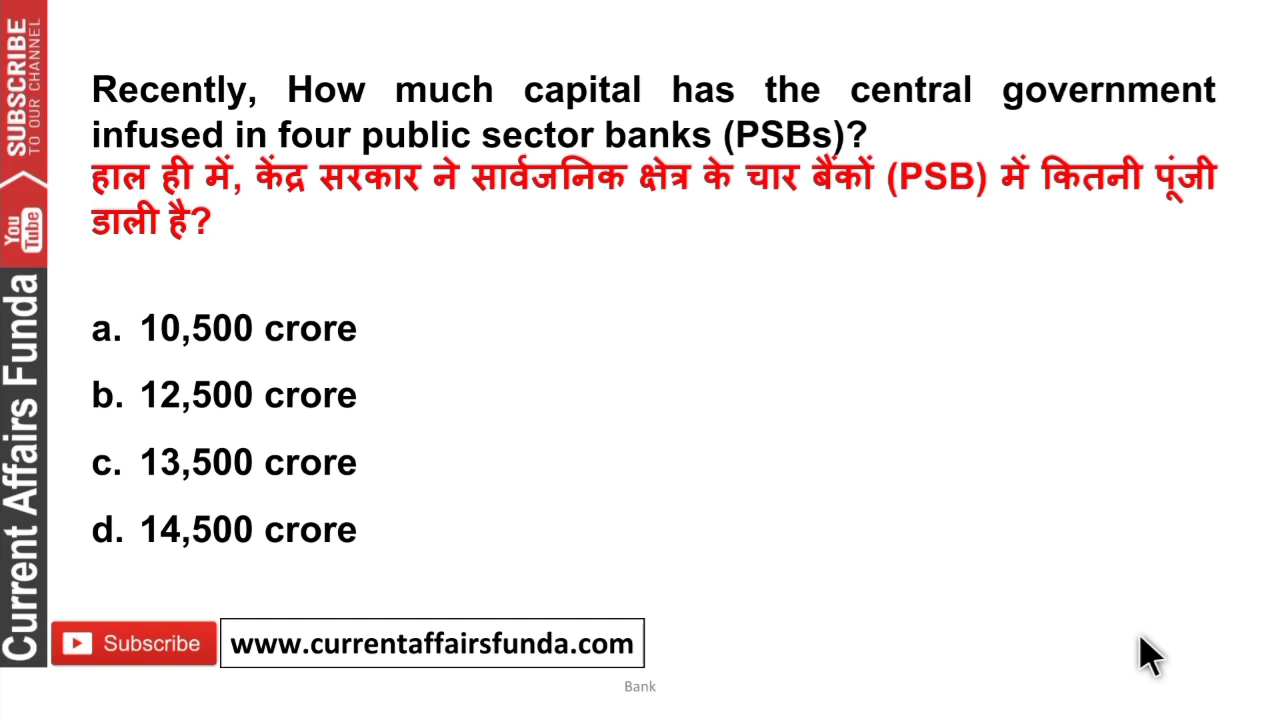 Recently, How much capital has the central government
infused in four public sector banks (PSBs)?
हाल ही में, केंद्र सरकार ने सार्वजनिक क्षेत्र के चार बैंकों (PSB) में कितनी पूंजी
डाली है?
a. 10,500 crore
b. 12,500 crore
c. 13,500 crore
d. 14,500 crore
SUBSCRIBE
TO OUR CHANNEL
You
Tube
Current Affairs Funda
Subscribe
www.currentaffairsfunda.com
Bank